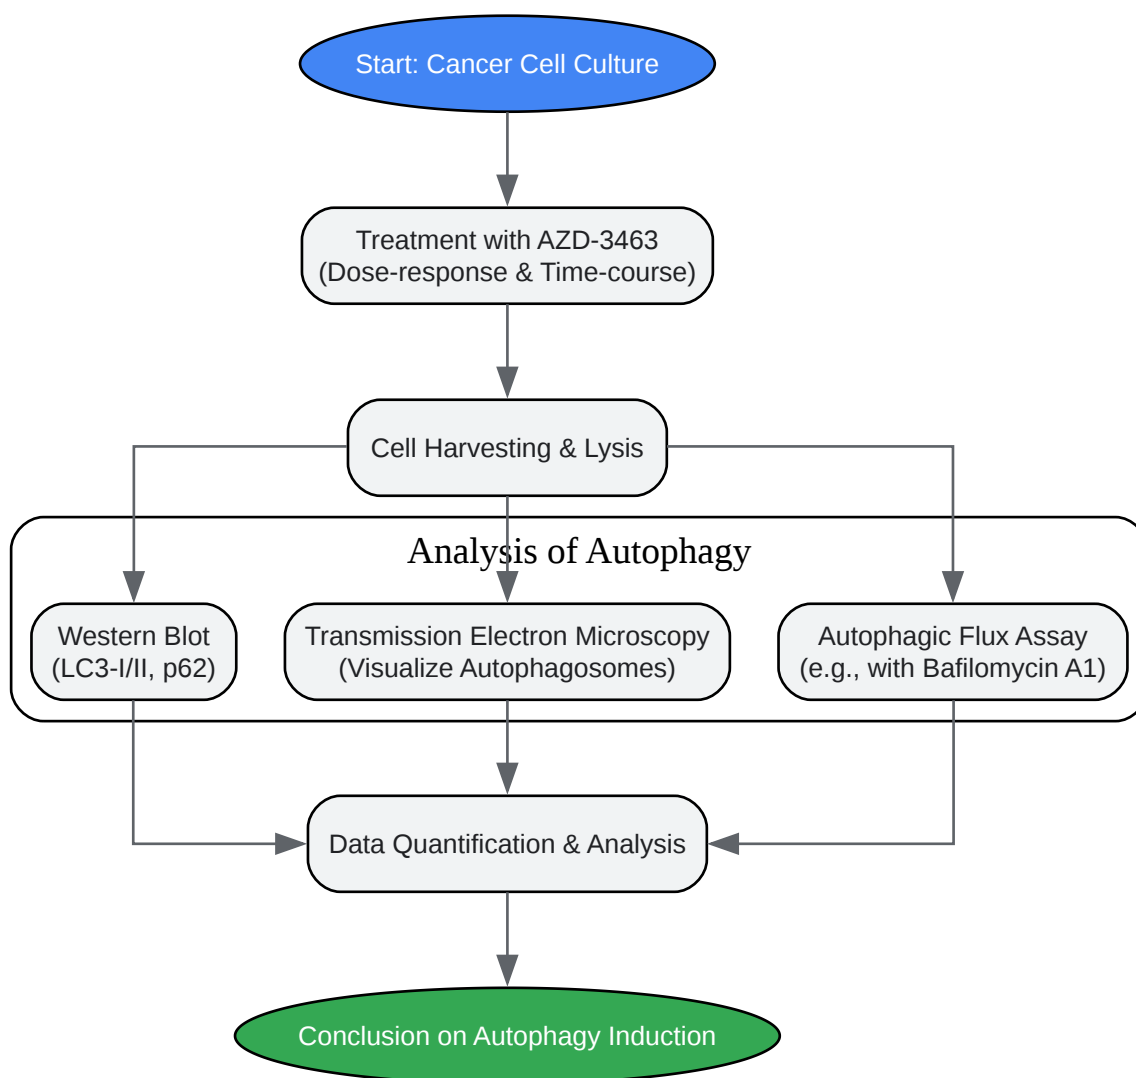 Start: Cancer Cell Culture
Treatment with AZD-3463
(Dose-response & Time-course)
Cell Harvesting & Lysis
Analysis of Autophagy
Western Blot
(LC3-I/II, p62)
Transmission Electron Microscopy
(Visualize Autophagosomes)
Autophagic Flux Assay
(e.g., with Bafilomycin A1)
Data Quantification & Analysis
Conclusion on Autophagy Induction